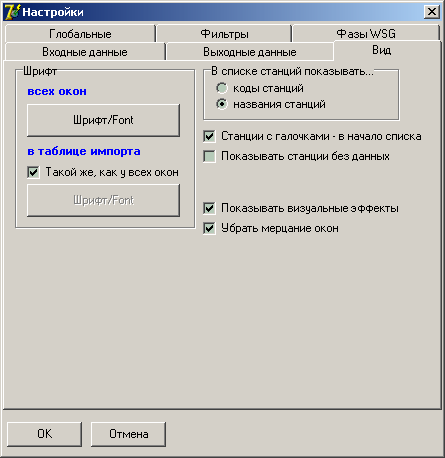 Настройки
Глобальные
Фильтры
Фазы WSG
Входные данные
Выходные данные
Вид
Шрифт
всех окон
Шрифт/Font
в таблице импорта
Такой же, как у всех окон
Шрифт/Font
В списке станций показывать...
коды станций
названия станций
Станции с галочками - в начало списка
Показывать станции без данных
Показывать визуальные эффекты
Убрать мерцание окон
OK
Отмена